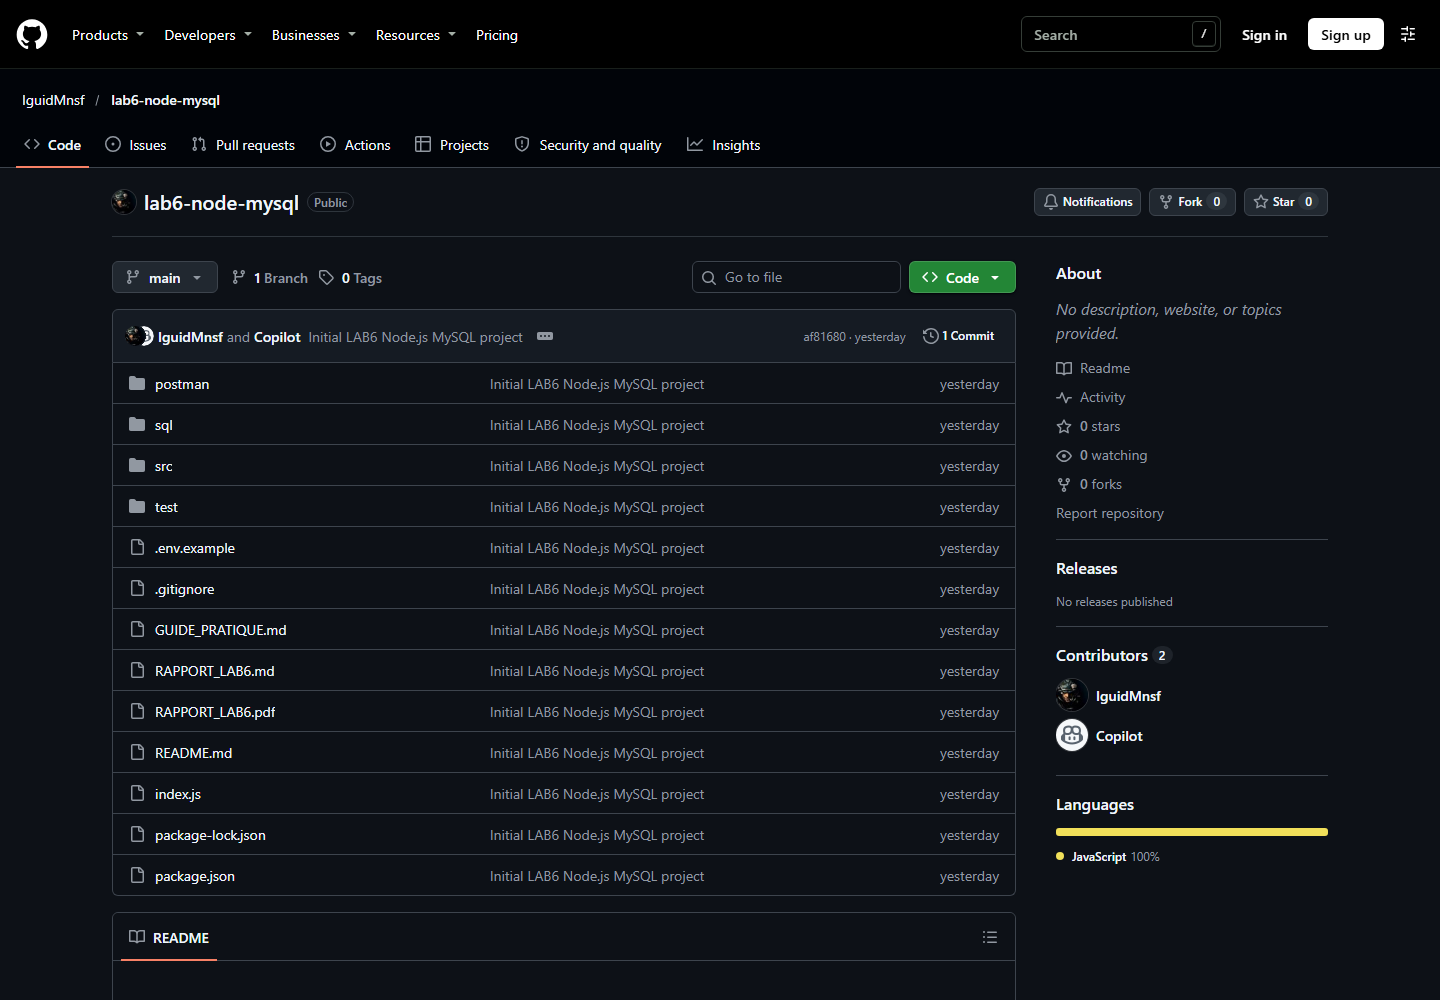 Products Developers Businesses Resources Pricing Search / Sign in Sign up
IguidMnsf / lab6-node-mysql
Code Issues Pull requests Actions Projects Security and quality Insights
lab6-node-mysql Public Notifications Fork 0 Star 0
main 1 Branch 0 Tags Go to file Code
IguidMnsf and Copilot Initial LAB6 Node.js MySQL project af81680 · yesterday 1 Commit
postman Initial LAB6 Node.js MySQL project yesterday
sql Initial LAB6 Node.js MySQL project yesterday
src Initial LAB6 Node.js MySQL project yesterday
test Initial LAB6 Node.js MySQL project yesterday
.env.example Initial LAB6 Node.js MySQL project yesterday
.gitignore Initial LAB6 Node.js MySQL project yesterday
GUIDE_PRATIQUE.md Initial LAB6 Node.js MySQL project yesterday
RAPPORT_LAB6.md Initial LAB6 Node.js MySQL project yesterday
RAPPORT_LAB6.pdf Initial LAB6 Node.js MySQL project yesterday
README.md Initial LAB6 Node.js MySQL project yesterday
index.js Initial LAB6 Node.js MySQL project yesterday
package-lock.json Initial LAB6 Node.js MySQL project yesterday
package.json Initial LAB6 Node.js MySQL project yesterday
README
About
No description, website, or topics
provided.
Readme
Activity
0 stars
0 watching
0 forks
Report repository
Releases
No releases published
Contributors 2
IguidMnsf
Copilot
Languages
JavaScript 100%